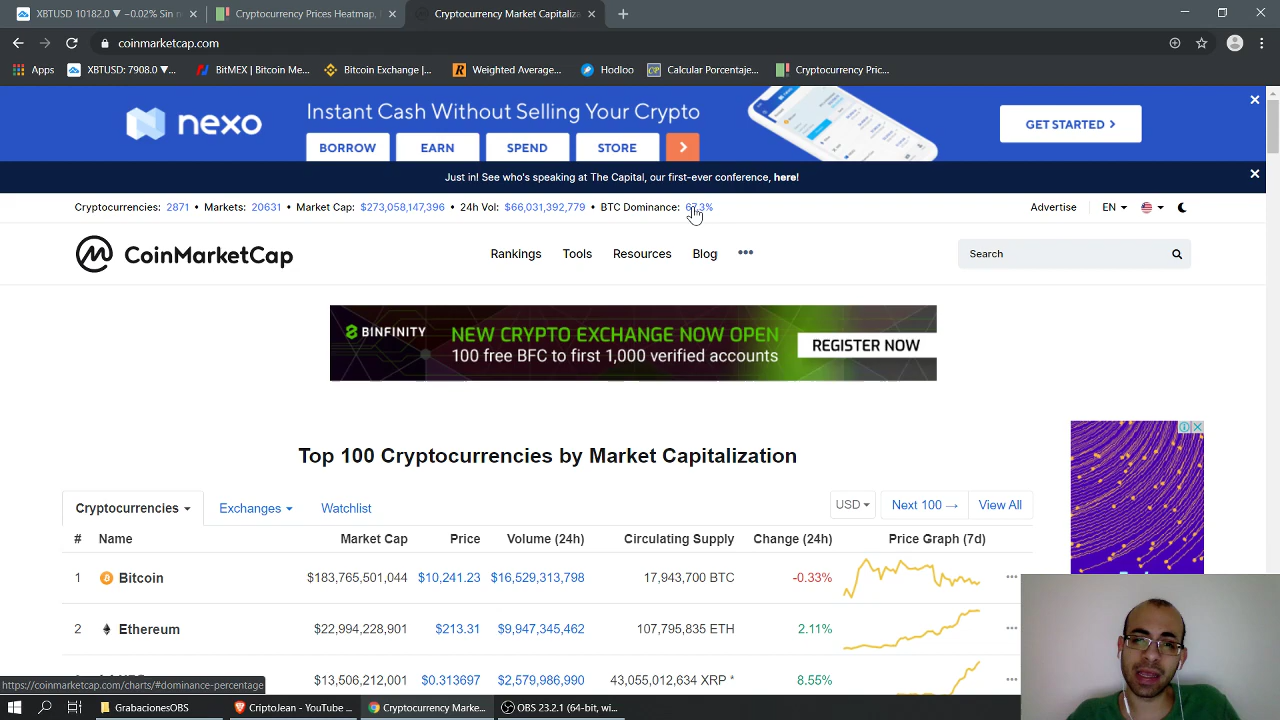 XBTUSD 10182.0 ▼ −0.02% Sin n
Cryptocurrency Prices Heatmap,
Cryptocurrency Market Capitaliza
coinmarketcap.com
Apps
XBTUSD: 7908.0 ▼...
BitMEX | Bitcoin Me...
Bitcoin Exchange |...
Weighted Average...
Hodloo
Calcular Porcentaje...
Cryptocurrency Pric...
nexo
Instant Cash Without Selling Your Crypto
BORROW
EARN
SPEND
STORE
GET STARTED >
Just in! See who's speaking at The Capital, our first-ever conference, here!
Cryptocurrencies: 2871 • Markets: 20631 • Market Cap: $273,058,147,396 • 24h Vol: $66,031,392,779 • BTC Dominance: 67.3%
Advertise
EN
CoinMarketCap
Rankings
Tools
Resources
Blog
Search
BINFINITY
NEW CRYPTO EXCHANGE NOW OPEN
100 free BFC to first 1,000 verified accounts
REGISTER NOW
Top 100 Cryptocurrencies by Market Capitalization
Cryptocurrencies
Exchanges
Watchlist
USD
Next 100 →
View All
# Name Market Cap Price Volume (24h) Circulating Supply Change (24h) Price Graph (7d)
1 Bitcoin $183,765,501,044 $10,241.23 $16,529,313,798 17,943,700 BTC -0.33%
2 Ethereum $22,994,228,901 $213.31 $9,947,345,462 107,795,835 ETH 2.11%
$13,506,212,001 $0.313697 $2,579,986,990 43,055,012,634 XRP * 8.55%
https://coinmarketcap.com/charts/#dominance-percentage
GrabacionesOBS
CriptoJean - YouTube ...
Cryptocurrency Marke...
OBS 23.2.1 (64-bit, wi...